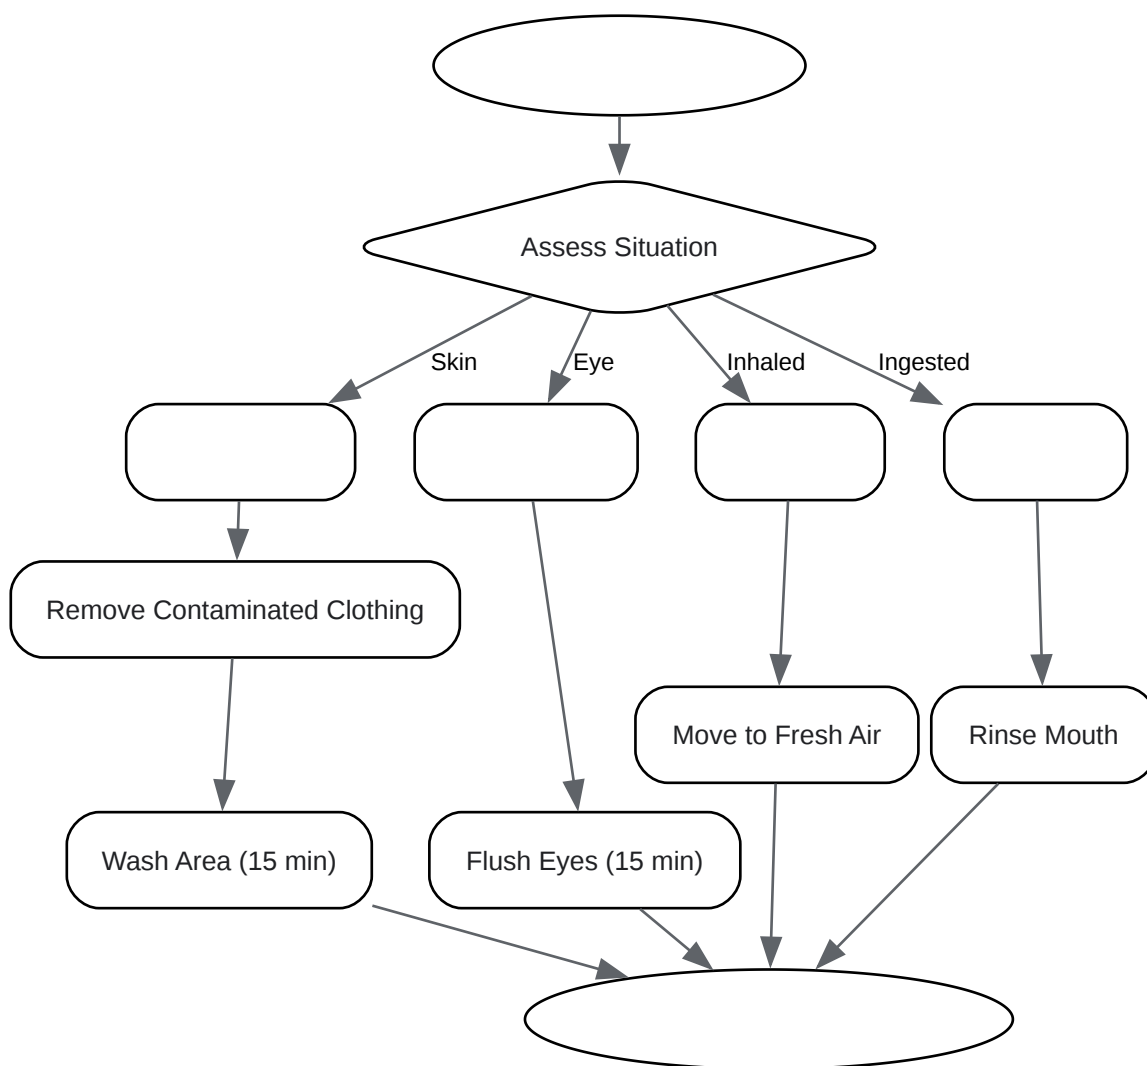 Assess Situation
Skin
Eye
Inhaled
Ingested
Remove Contaminated Clothing
Move to Fresh Air
Rinse Mouth
Wash Area (15 min)
Flush Eyes (15 min)